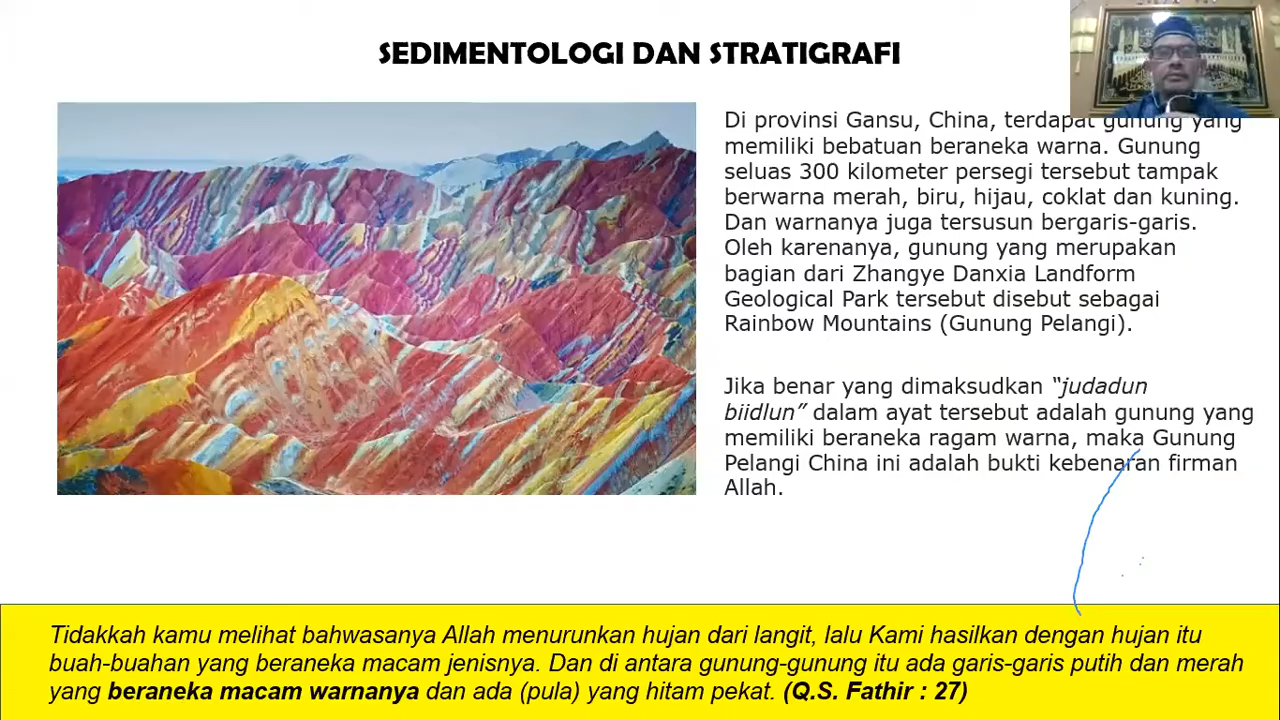 SEDIMENTOLOGI DAN STRATIGRAFI
Di provinsi Gansu, China, terdapat gunung yang
memiliki bebatuan beraneka warna. Gunung
seluas 300 kilometer persegi tersebut tampak
berwarna merah, biru, hijau, coklat dan kuning.
Dan warnanya juga tersusun bergaris-garis.
Oleh karenanya, gunung yang merupakan
bagian dari Zhangye Danxia Landform
Geological Park tersebut disebut sebagai
Rainbow Mountains (Gunung Pelangi).
Jika benar yang dimaksudkan “judadun
biidlun” dalam ayat tersebut adalah gunung yang
memiliki beraneka ragam warna, maka Gunung
Pelangi China ini adalah bukti kebenaran firman
Allah.
Tidakkah kamu melihat bahwasanya Allah menurunkan hujan dari langit, lalu Kami hasilkan dengan hujan itu
buah-buahan yang beraneka macam jenisnya. Dan di antara gunung-gunung itu ada garis-garis putih dan merah
yang beraneka macam warnanya dan ada (pula) yang hitam pekat. (Q.S. Fathir : 27)